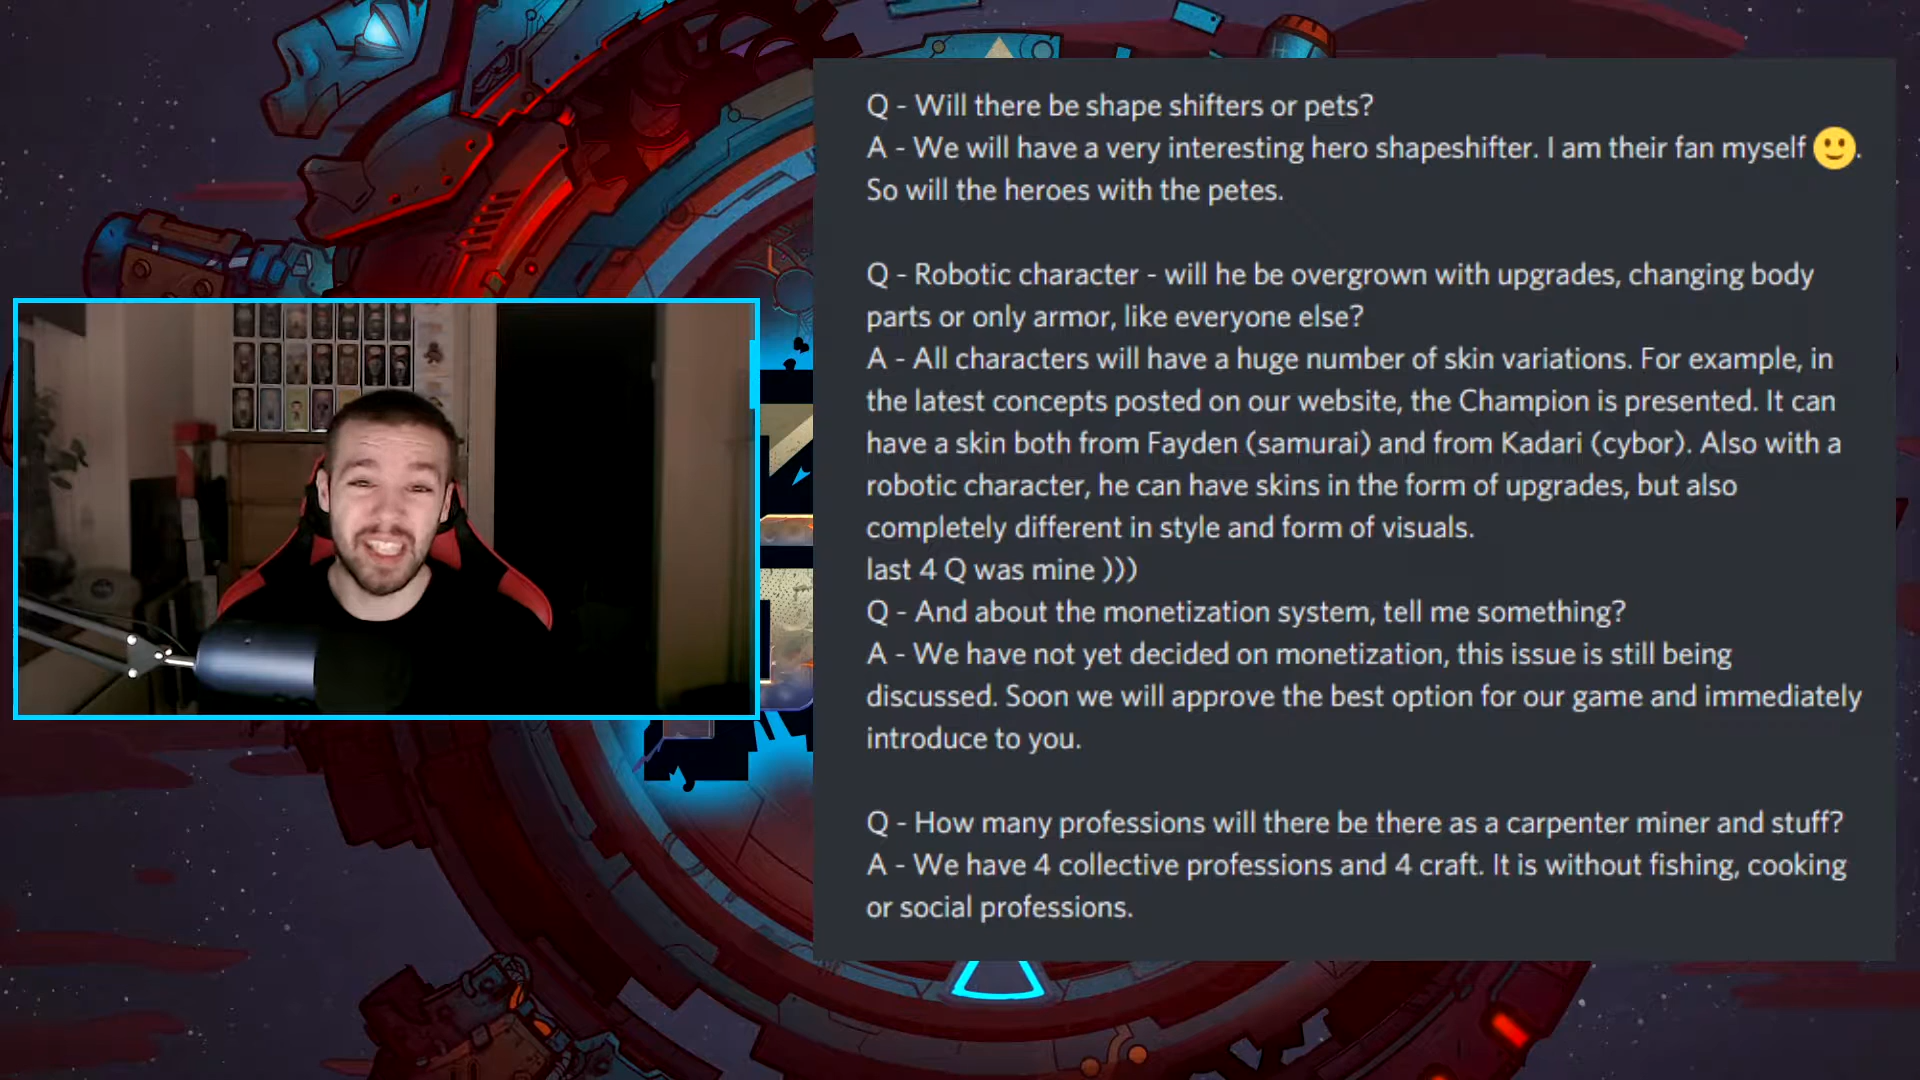 Q - Will there be shape shifters or pets?
A - We will have a very interesting hero shapeshifter. I am their fan myself 🙂.
So will the heroes with the petes.
Q - Robotic character - will he be overgrown with upgrades, changing body
parts or only armor, like everyone else?
A - All characters will have a huge number of skin variations. For example, in
the latest concepts posted on our website, the Champion is presented. It can
have a skin both from Fayden (samurai) and from Kadari (cybor). Also with a
robotic character, he can have skins in the form of upgrades, but also
completely different in style and form of visuals.
last 4 Q was mine )))
Q - And about the monetization system, tell me something?
A - We have not yet decided on monetization, this issue is still being
discussed. Soon we will approve the best option for our game and immediately
introduce to you.
Q - How many professions will there be there as a carpenter miner and stuff?
A - We have 4 collective professions and 4 craft. It is without fishing, cooking
or social professions.